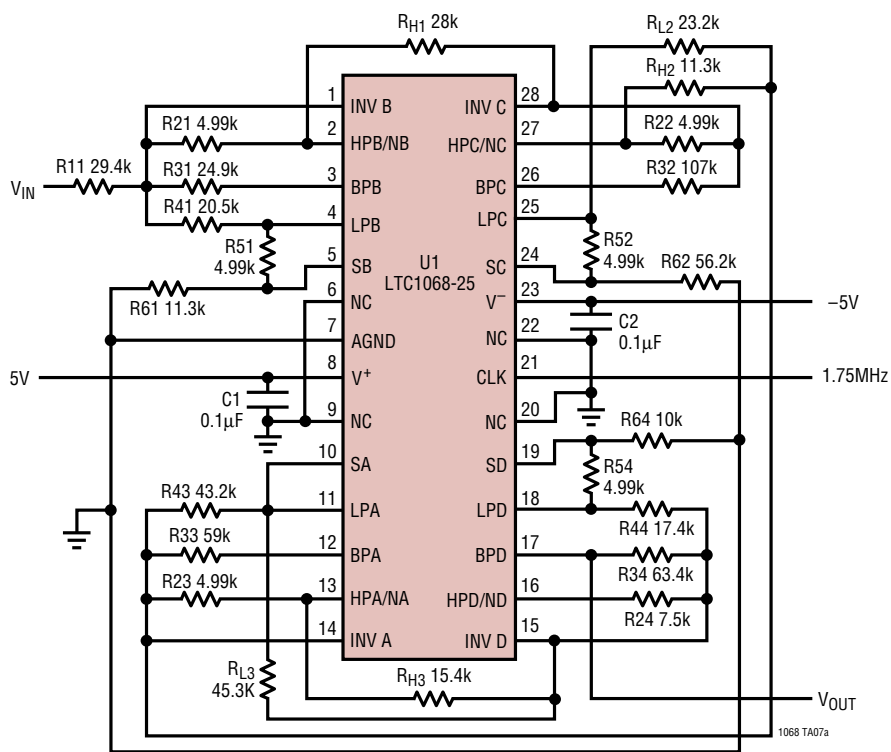 RH1 28k
RL2 23.2k
RH2 11.3k
1
INV B
INV C
28
R21 4.99k
2
HPB/NB
HPC/NC
27
R22 4.99k
R11 29.4k
VIN
R31 24.9k
3
BPB
BPC
26
R32 107k
R41 20.5k
4
LPB
LPC
25
R51
4.99k
U1
LTC1068-25
R52
4.99k
5
SB
SC
24
R62 56.2k
R61 11.3k
6
NC
V–
23
–5V
7
AGND
NC
22
C2
0.1µF
5V
8
V+
CLK
21
1.75MHz
C1
0.1µF
9
NC
NC
20
R64 10k
10
SA
SD
19
R54
4.99k
R43 43.2k
11
LPA
LPD
18
R44 17.4k
R33 59k
12
BPA
BPD
17
R34 63.4k
R23 4.99k
13
HPA/NA
HPD/ND
16
R24 7.5k
14
INV A
INV D
15
RL3
45.3K
RH3 15.4k
VOUT
1068 TA07a